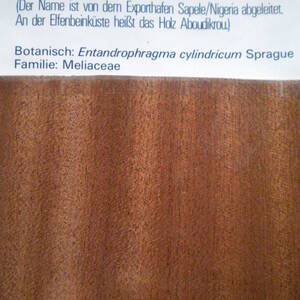 (Der Name ist von dem Exporthafen Sapele/Nigeria abgeleitet.
An der Elfenbeinküste heißt das Holz Aboudikrou.)
Botanisch: Entandrophragma cylindricum Sprague
Familie: Meliaceae